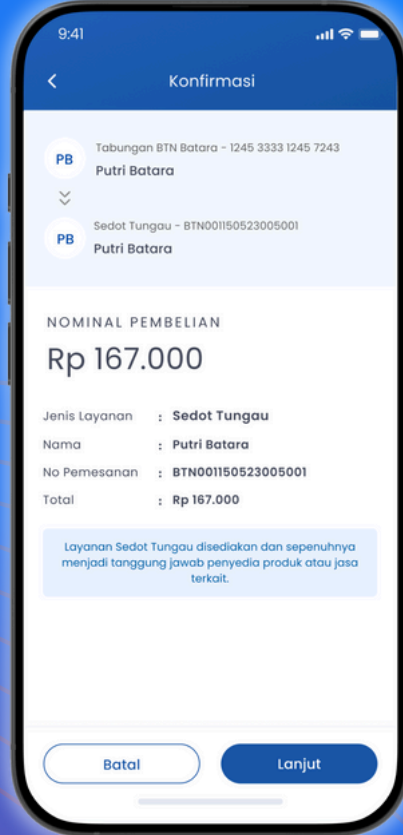 9:41
Konfirmasi
PB
Tabungan BTN Batara - 1245 3333 1245 7243
Putri Batara
PB
Sedot Tungau - BTN001150523005001
Putri Batara
NOMINAL PEMBELIAN
Rp 167.000
Jenis Layanan : Sedot Tungau
Nama : Putri Batara
No Pemesanan : BTN001150523005001
Total : Rp 167.000
Layanan Sedot Tungau disediakan dan sepenuhnya
menjadi tanggung jawab penyedia produk atau jasa
terkait.
Batal
Lanjut